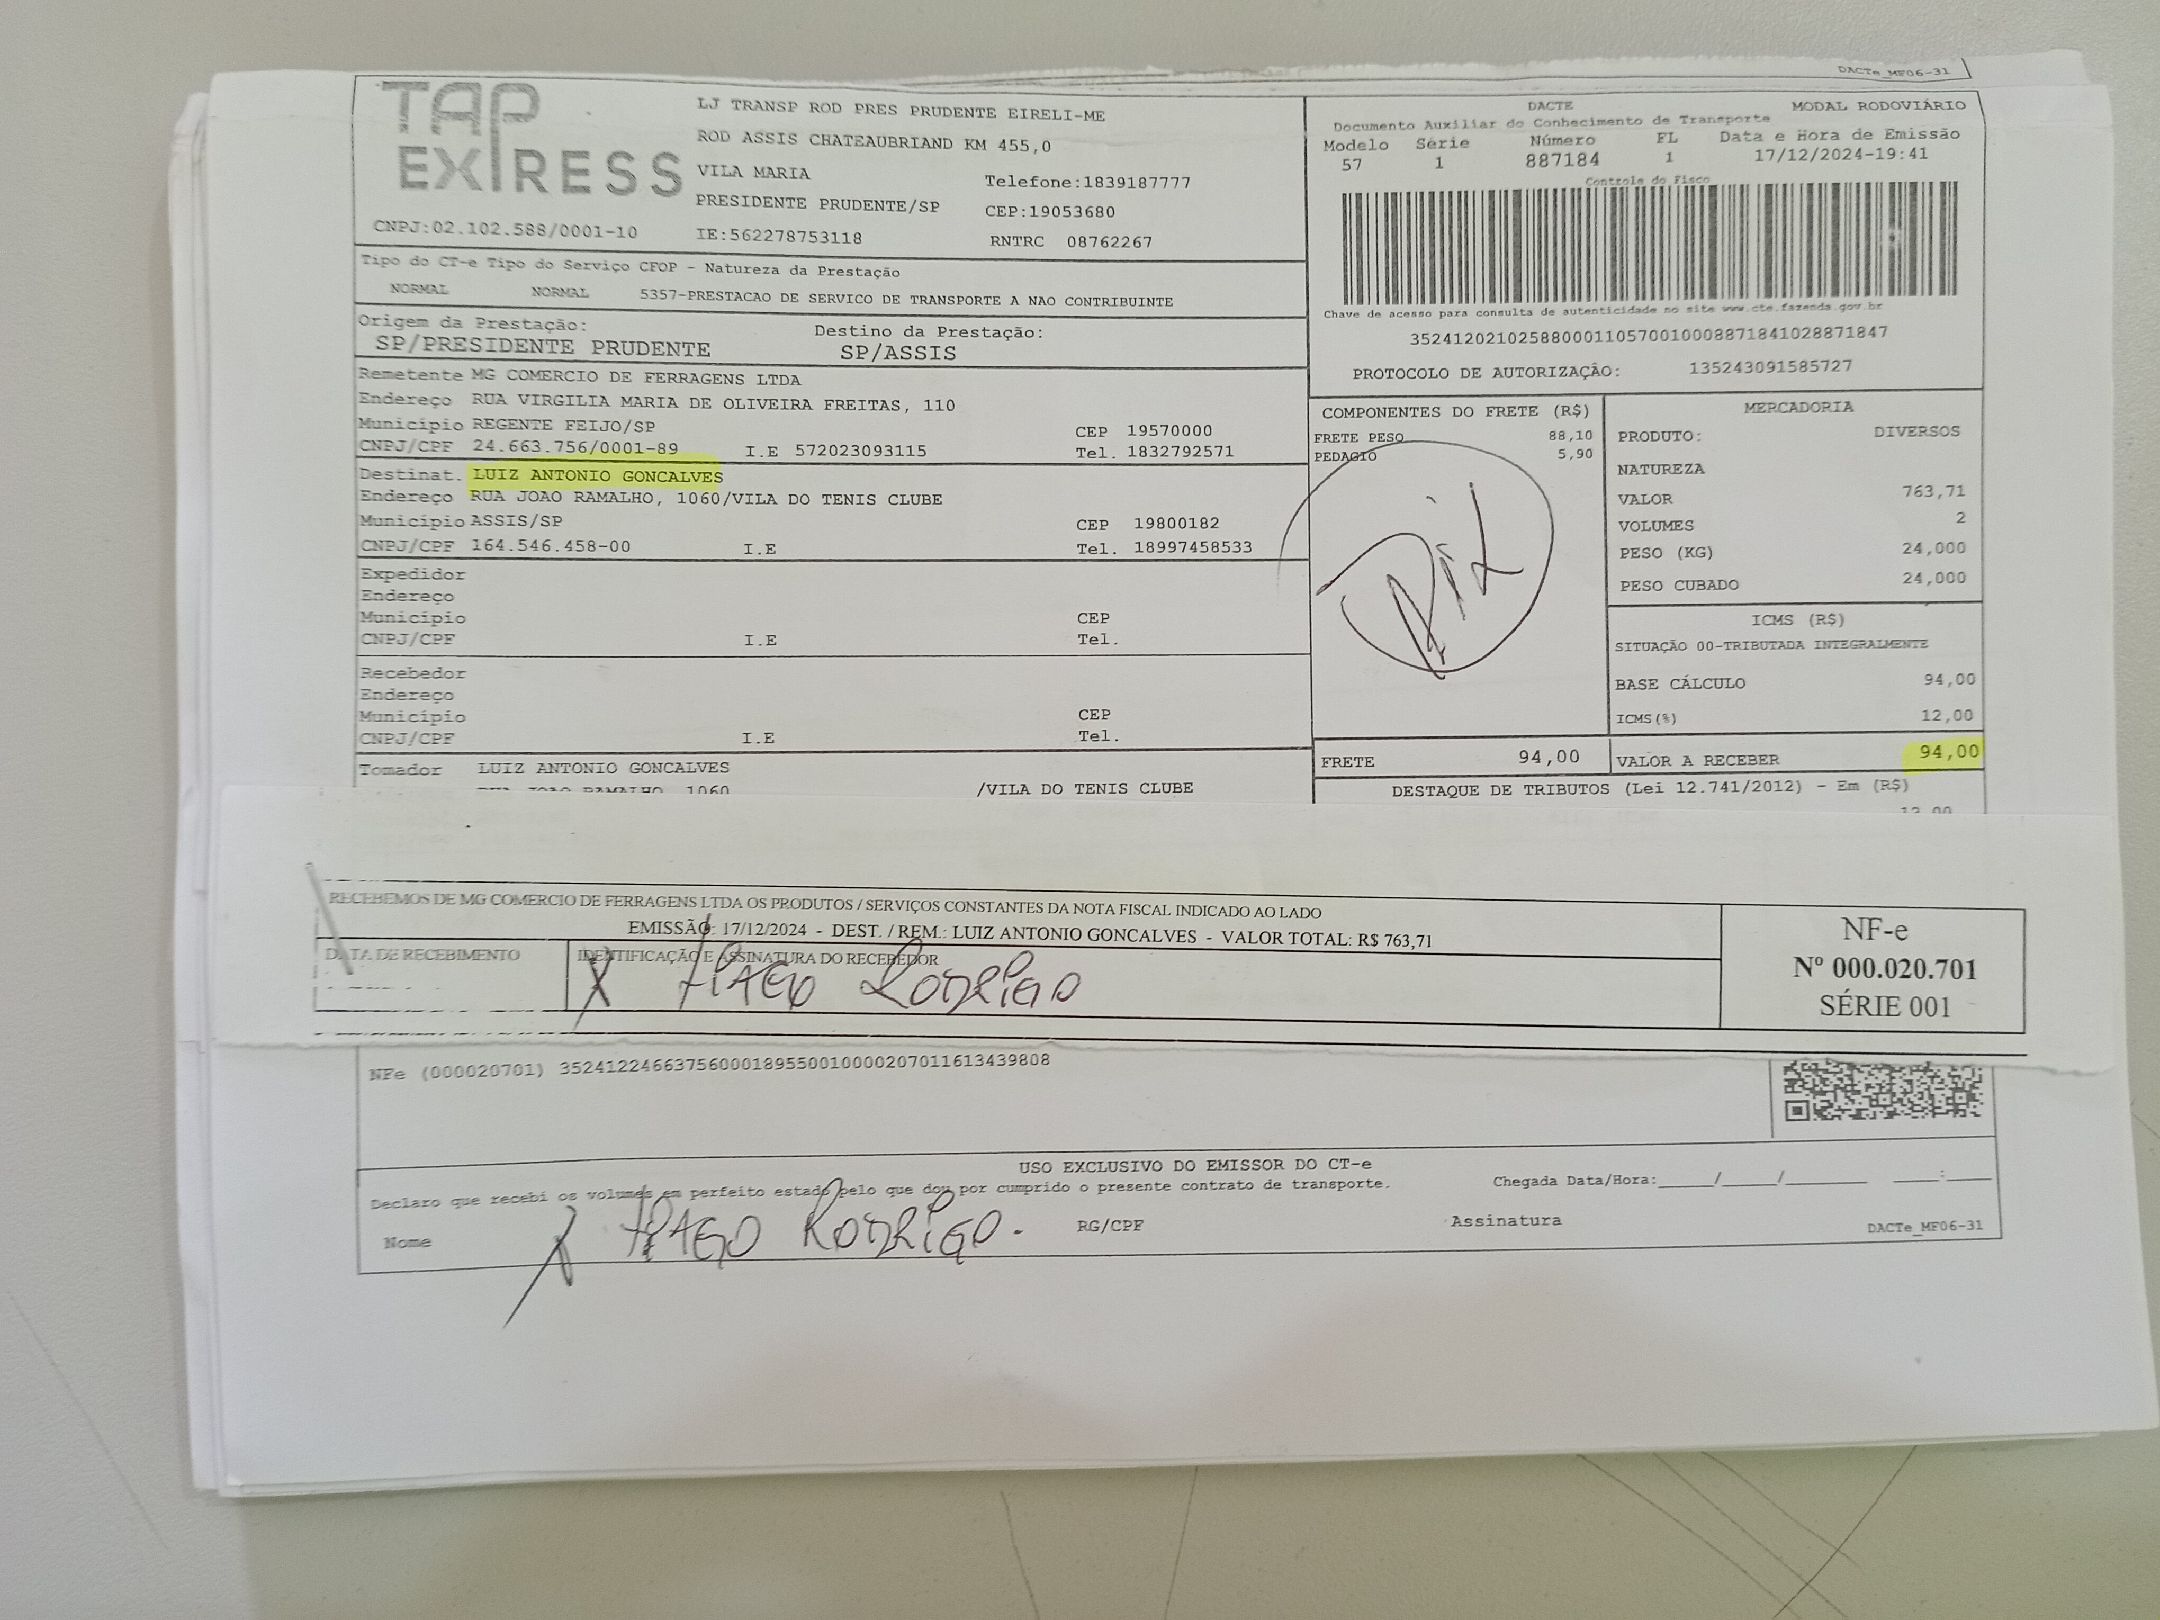 DACTe_MF06-31
TAP
EXPRESS
CNPJ:02.102.588/0001-10
LJ TRANSP ROD PRES PRUDENTE EIRELI-ME
ROD ASSIS CHATEAUBRIAND KM 455,0
VILA MARIA
Telefone:1839187777
PRESIDENTE PRUDENTE/SP
CEP:19053680
IE:562278753118
RNTRC 08762267
DACTE
MODAL RODOVIÁRIO
Documento Auxiliar do Conhecimento de Transporte
Modelo Série Número FL Data e Hora de Emissão
57 1 887184 1 17/12/2024-19:41
Controle do Fisco
Chave de acesso para consulta de autenticidade no site www.cte.fazenda.gov.br
35241202102588000110570010008871841028871847
PROTOCOLO DE AUTORIZAÇÃO: 135243091585727
Tipo do CT-e Tipo do Serviço CFOP - Natureza da Prestação
NORMAL NORMAL 5357-PRESTACAO DE SERVICO DE TRANSPORTE A NAO CONTRIBUINTE
Origem da Prestação: Destino da Prestação:
SP/PRESIDENTE PRUDENTE SP/ASSIS
Remetente MG COMERCIO DE FERRAGENS LTDA
Endereço RUA VIRGILIA MARIA DE OLIVEIRA FREITAS, 110
Município REGENTE FEIJO/SP CEP 19570000
CNPJ/CPF 24.663.756/0001-89 I.E 572023093115 Tel. 1832792571
Destinat. LUIZ ANTONIO GONCALVES
Endereço RUA JOAO RAMALHO, 1060/VILA DO TENIS CLUBE
Município ASSIS/SP CEP 19800182
CNPJ/CPF 164.546.458-00 I.E Tel. 18997458533
Expedidor
Endereço
Município CEP
CNPJ/CPF I.E Tel.
Recebedor
Endereço
Município CEP
CNPJ/CPF I.E Tel.
Tomador LUIZ ANTONIO GONCALVES
RUA JOAO RAMALHO, 1060 /VILA DO TENIS CLUBE
COMPONENTES DO FRETE (R$)
FRETE PESO 88,10
PEDAGIO 5,90
MERCADORIA
PRODUTO: DIVERSOS
NATUREZA
VALOR 763,71
VOLUMES 2
PESO (KG) 24,000
PESO CUBADO 24,000
ICMS (R$)
SITUAÇÃO 00-TRIBUTADA INTEGRALMENTE
BASE CÁLCULO 94,00
ICMS(%) 12,00
FRETE 94,00
VALOR A RECEBER 94,00
DESTAQUE DE TRIBUTOS (Lei 12.741/2012) - Em (R$)
12,00
RECEBEMOS DE MG COMERCIO DE FERRAGENS LTDA OS PRODUTOS / SERVIÇOS CONSTANTES DA NOTA FISCAL INDICADO AO LADO
EMISSÃO: 17/12/2024 - DEST. / REM.: LUIZ ANTONIO GONCALVES - VALOR TOTAL: R$ 763,71
DATA DE RECEBIMENTO
IDENTIFICAÇÃO E ASSINATURA DO RECEBEDOR
X tiago Rodrigo
NF-e
Nº 000.020.701
SÉRIE 001
NFe (000020701) 35241224663756000189550010000207011613439808
USO EXCLUSIVO DO EMISSOR DO CT-e
Declaro que recebi os volumes em perfeito estado pelo que dou por cumprido o presente contrato de transporte.
Chegada Data/Hora:_____/_____/_______ ____:____
Nome X tiago Rodrigo. RG/CPF Assinatura
DACTe_MF06-31